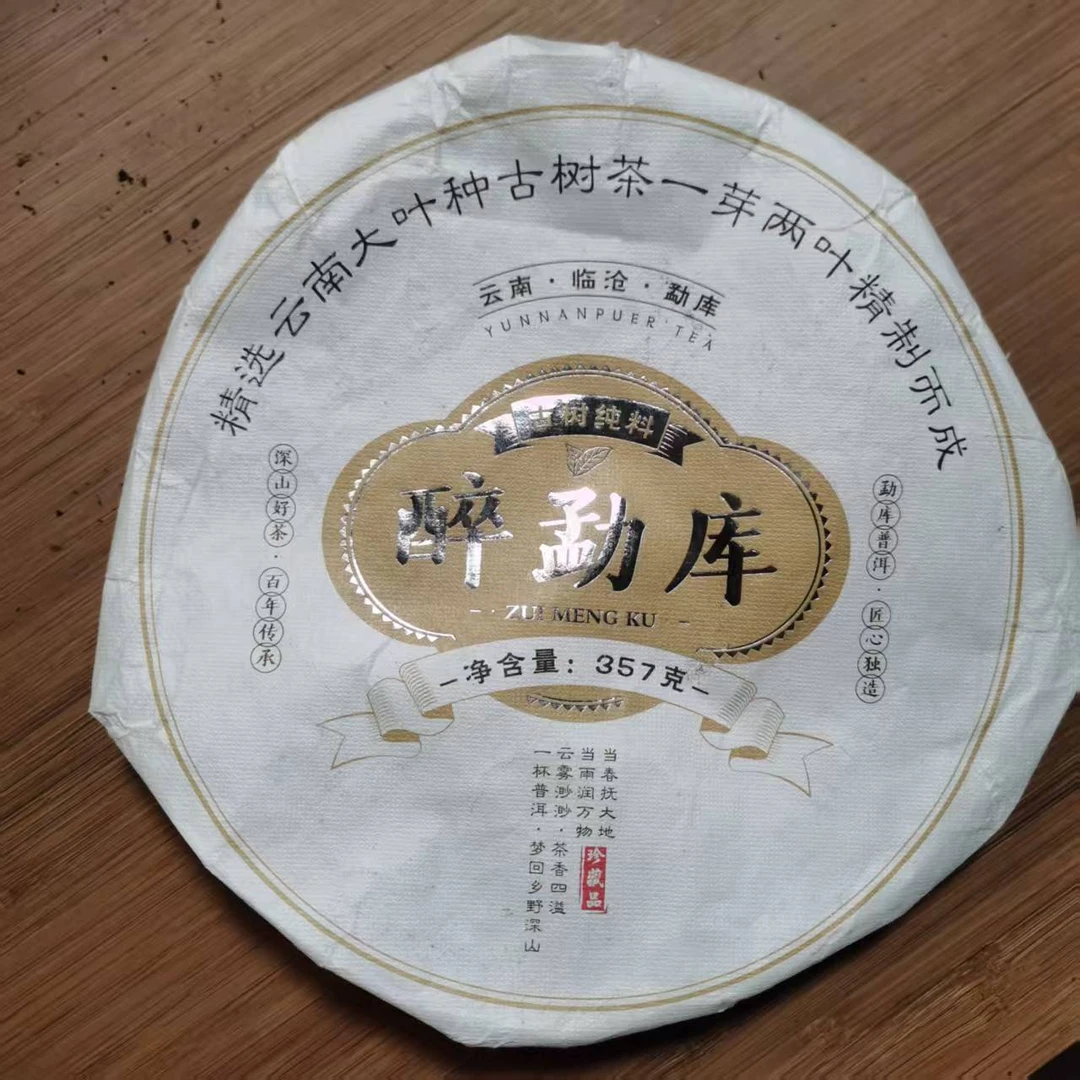 精选云南大叶种古树茶一芽两叶精制而成
云南·临沧·勐库
YUNNANPUER TEA
古树纯料
醉勐库
-·ZUI MENG KU -
-净含量：357克-
深山好茶·百年传承
勐库普洱·匠心独造
当春抚大地
当雨润万物
云雾渺渺·茶香四溢
一杯普洱·梦回乡野深山
珍藏品